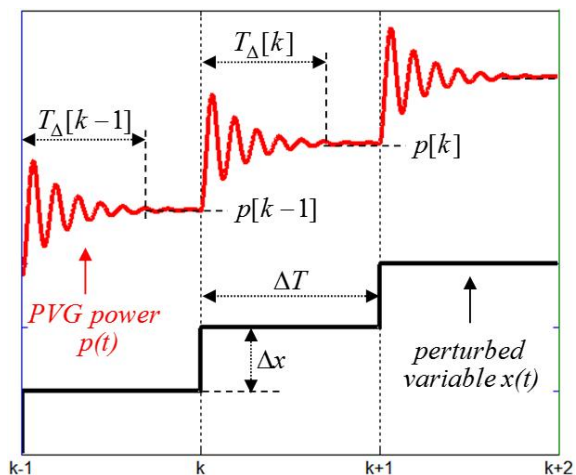 T_Δ[k]
T_Δ[k−1]
p[k]
p[k−1]
ΔT
PVG power
p(t)
Δx
perturbed
variable x(t)
k-1 k k+1 k+2